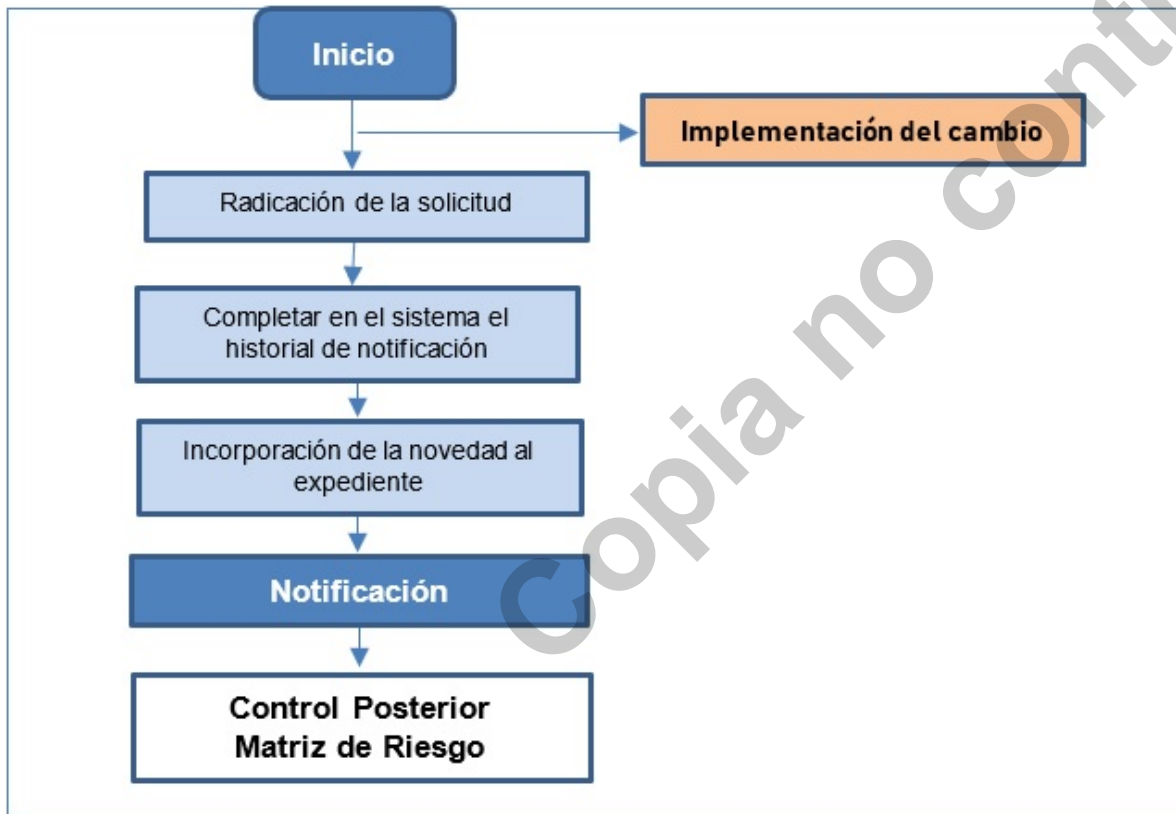 Inicio
Implementación del cambio
Radicación de la solicitud
Completar en el sistema el
historial de notificación
Incorporación de la novedad al
expediente
Notificación
Control Posterior
Matriz de Riesgo
Copia no contr